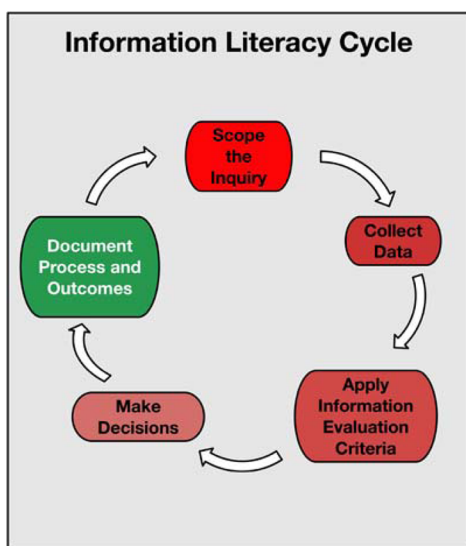 Information Literacy Cycle
Scope
the
Inquiry
Collect
Data
Apply
Information
Evaluation
Criteria
Make
Decisions
Document
Process and
Outcomes